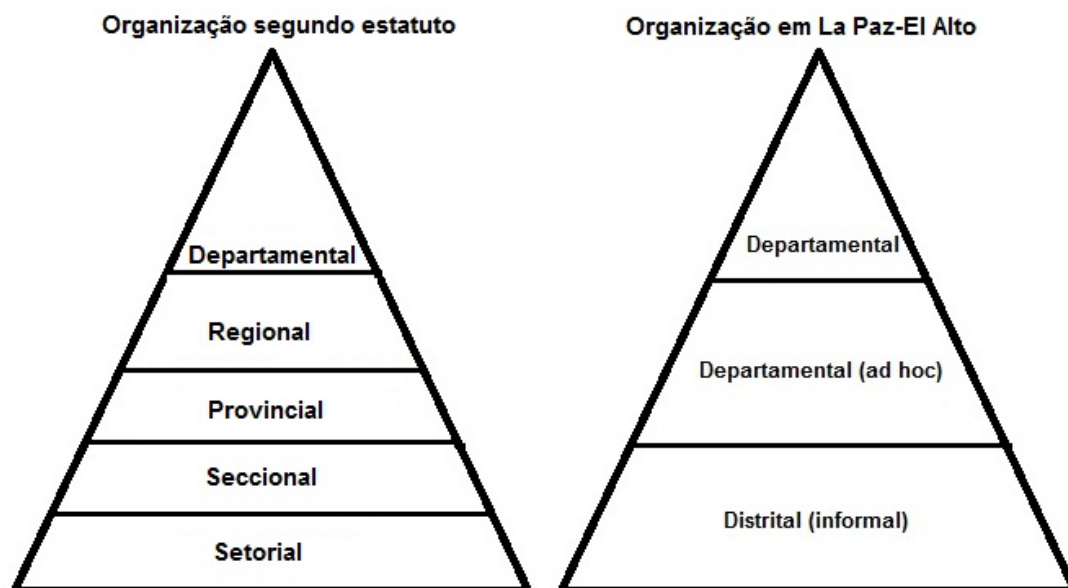 Organização segundo estatuto
Departamental
Regional
Provincial
Seccional
Setorial
Organização em La Paz-El Alto
Departamental
Departamental (ad hoc)
Distrital (informal)